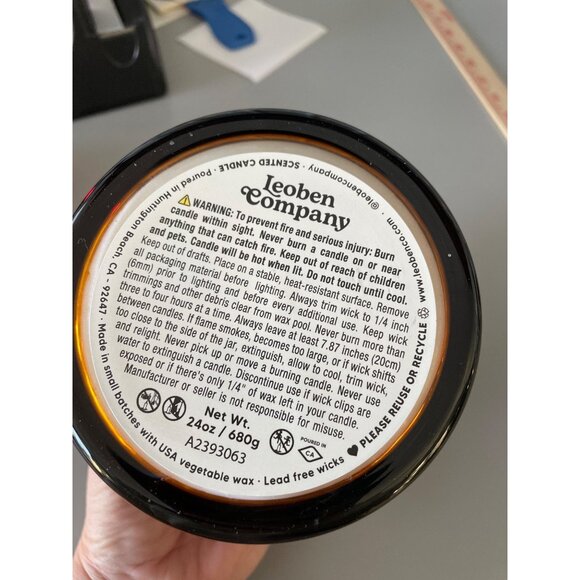 Leoben
Company
WARNING: To prevent fire and serious injury: Burn
candle within sight. Never burn a candle on or near
anything that can catch fire. Keep out of reach of children
and pets. Candle will be hot when lit. Do not touch until cool.
Keep out of drafts. Place on a stable, heat-resistant surface. Remove
all packaging material before lighting. Always trim wick to 1/4 inch
(6mm) prior to lighting and before every additional use. Keep wick
trimmings and other debris clear from wax pool. Never burn more than
three to four hours at a time. Always leave at least 7.87 inches (20cm)
between candles. If flame smokes, becomes too large, or if wick shifts
too close to the side of the jar, extinguish, allow to cool, trim wick,
and relight. Never pick up or move a burning candle. Never use
water to extinguish a candle. Discontinue use if wick clips are
exposed or if there's only 1/4" of wax left in your candle.
Manufacturer or seller is not responsible for misuse.
Net Wt.
24oz / 680g
A2393063
POURED IN
CA
Made in small batches with USA vegetable wax · Lead free wicks ♥ PLEASE REUSE OR RECYCLE
www.leobenco.com · @leobencompany · SCENTED CANDLE · Poured in Hunnington Beach, CA - 92647 ·